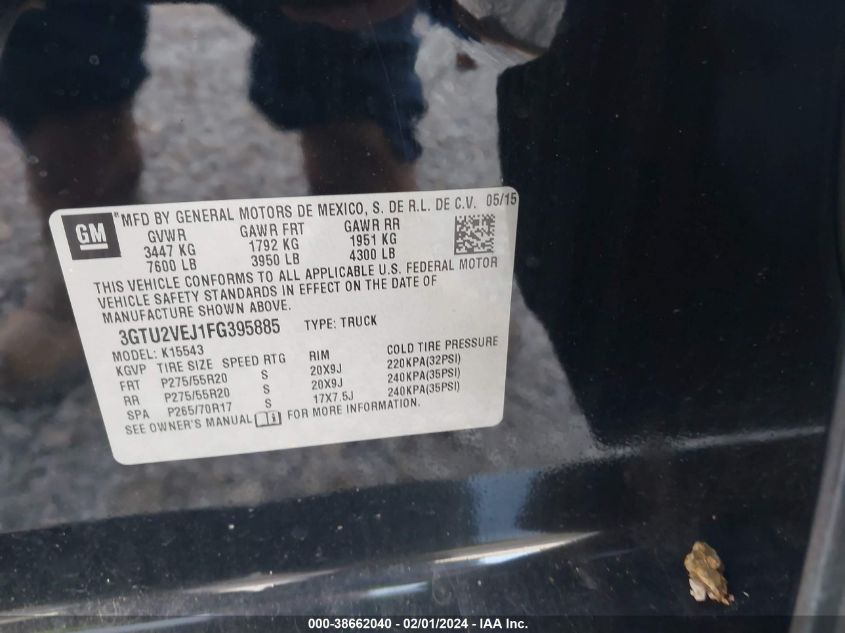 GM
"MFD BY GENERAL MOTORS DE MEXICO, S. DE R.L. DE C.V. 05/15
GVWR GAWR FRT GAWR RR
3447 KG 1792 KG 1951 KG
7600 LB 3950 LB 4300 LB
THIS VEHICLE CONFORMS TO ALL APPLICABLE U.S. FEDERAL MOTOR
VEHICLE SAFETY STANDARDS IN EFFECT ON THE DATE OF
MANUFACTURE SHOWN ABOVE.
3GTU2VEJ1FG395885 TYPE: TRUCK
MODEL: K15543
KGVP TIRE SIZE SPEED RTG RIM COLD TIRE PRESSURE
FRT P275/55R20 S 20X9J 220KPA(32PSI)
RR P275/55R20 S 20X9J 240KPA(35PSI)
SPA P265/70R17 S 17X7.5J 240KPA(35PSI)
SEE OWNER'S MANUAL FOR MORE INFORMATION.
000-38662040 - 02/01/2024 - IAA Inc.